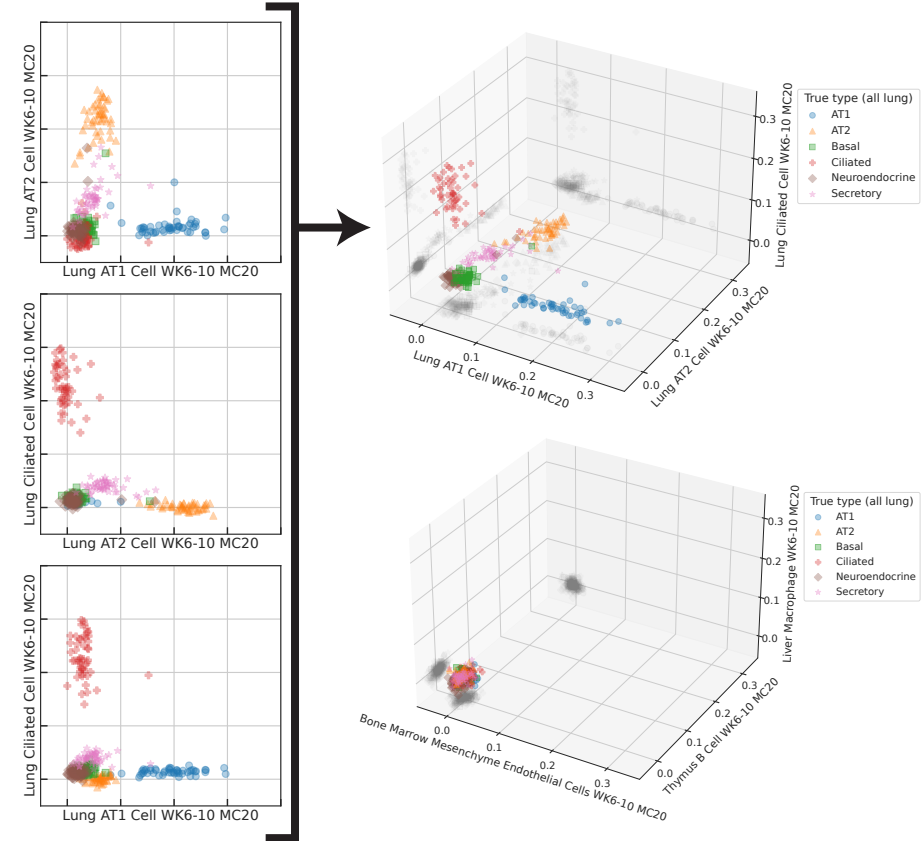 Lung AT2 Cell WK6-10 MC20
Lung AT1 Cell WK6-10 MC20
Lung Ciliated Cell WK6-10 MC20
Lung AT2 Cell WK6-10 MC20
Lung Ciliated Cell WK6-10 MC20
Lung AT1 Cell WK6-10 MC20
0.0
0.1
0.2
0.3
Lung AT1 Cell WK6-10 MC20
0.0
0.1
0.2
0.3
Lung AT2 Cell WK6-10 MC20
0.3
0.2
0.1
0.0
Lung Ciliated Cell WK6-10 MC20
True type (all lung)
AT1
AT2
Basal
Ciliated
Neuroendocrine
Secretory
0.0
0.1
0.2
0.3
Bone Marrow Mesenchyme Endothelial Cells WK6-10 MC20
0.0
0.1
0.2
0.3
Thymus B Cell WK6-10 MC20
0.3
0.2
0.1
0.0
Liver Macrophage WK6-10 MC20
True type (all lung)
AT1
AT2
Basal
Ciliated
Neuroendocrine
Secretory